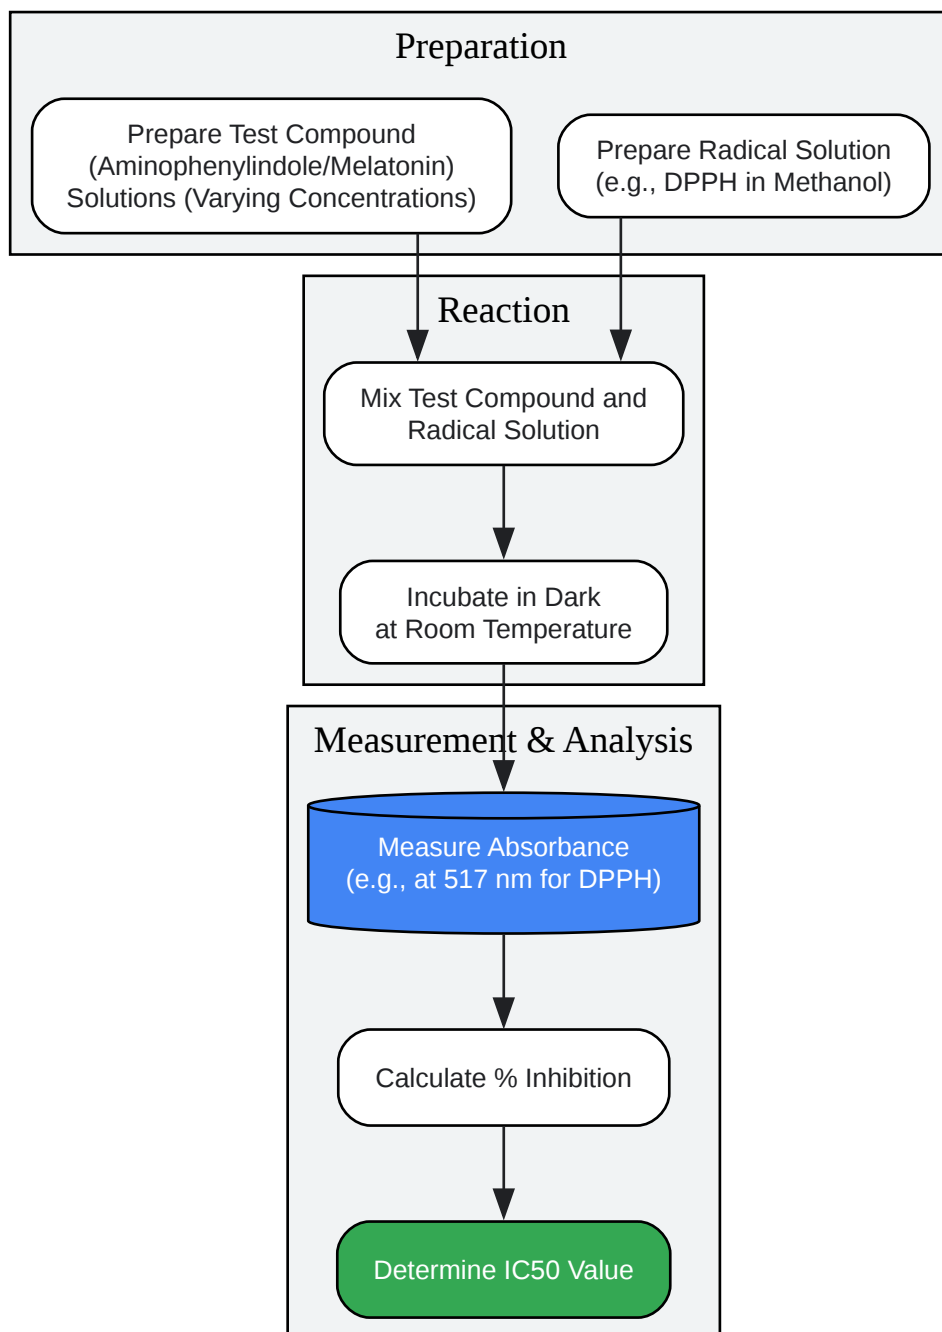 Preparation
Prepare Test Compound
(Aminophenylindole/Melatonin)
Solutions (Varying Concentrations)
Prepare Radical Solution
(e.g., DPPH in Methanol)
Reaction
Mix Test Compound and
Radical Solution
Incubate in Dark
at Room Temperature
Measurement & Analysis
Measure Absorbance
(e.g., at 517 nm for DPPH)
Calculate % Inhibition
Determine IC50 Value